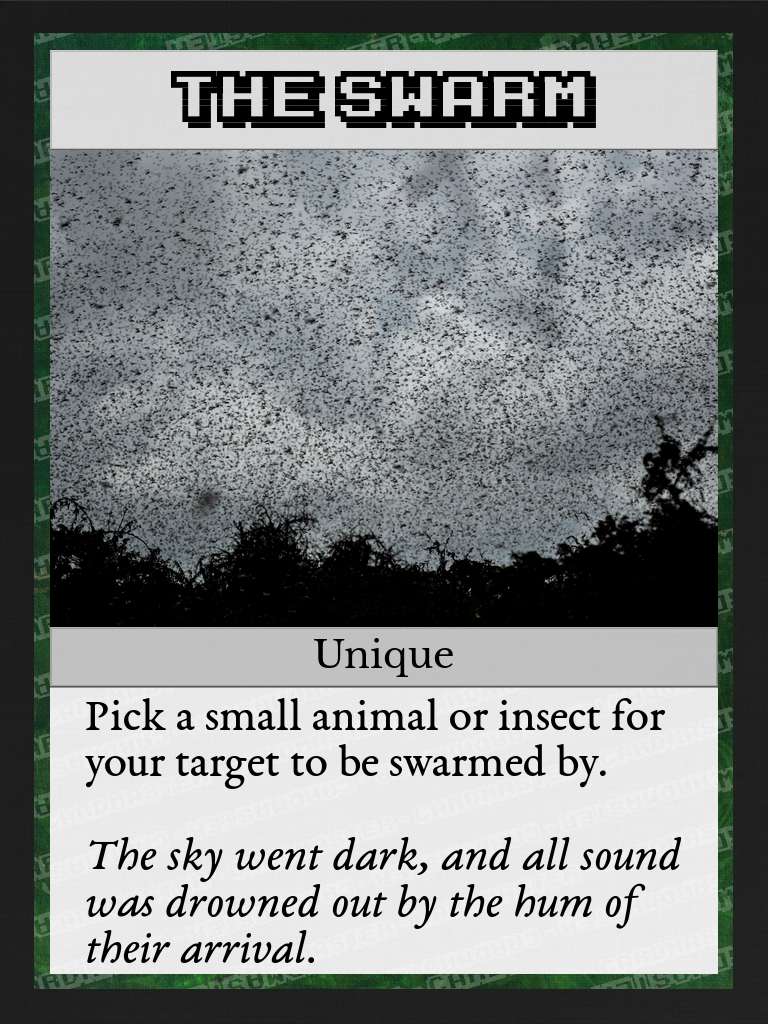 THE SWARM
Unique
Pick a small animal or insect for
your target to be swarmed by.
The sky went dark, and all sound
was drowned out by the hum of
their arrival.